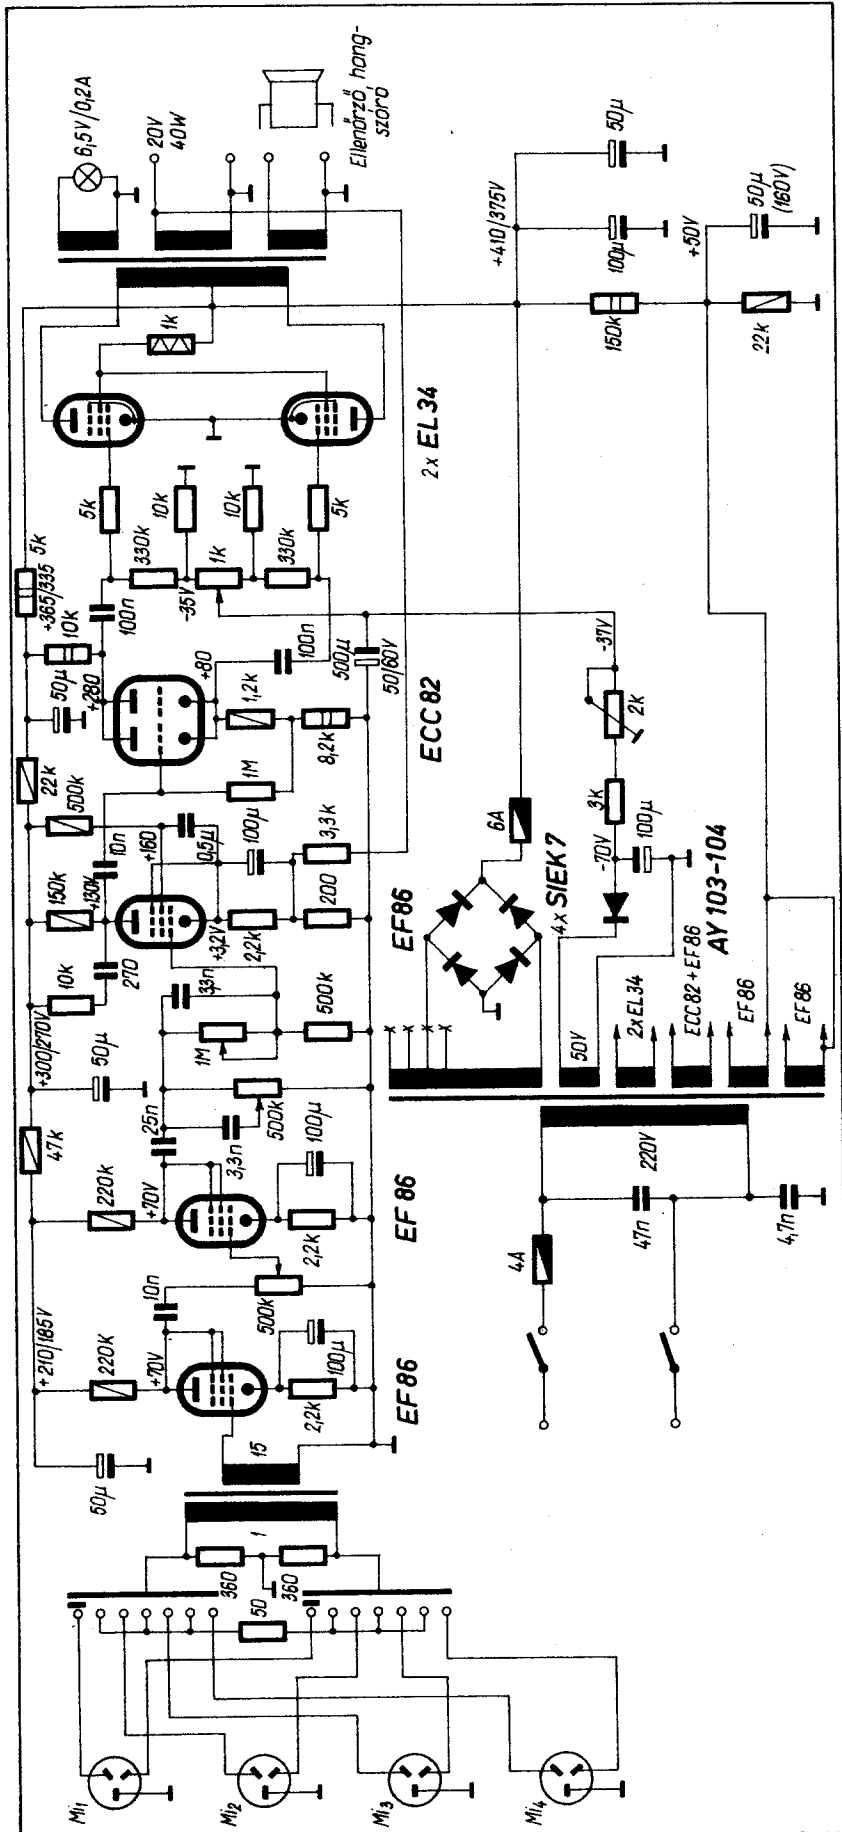 6,5V/0,2A
20V
40W
Ellenőrző hang-
szóró
1k
2x EL34
5k
10k
10k
5k
330k
1k
330k
-35V
100n
5k
+365/335
10k
50µ
+280
+80
1,2k
8,2k
100n
500µ
50/60V
ECC82
22k
500k
10n
+160
0,5µ
1M
100µ
3,3k
150k
+130V
+3,2V
2,2k
200
EF86
10k
270
33n
1M
500k
+300/270V
50µ
25n
3,3n
500k
47k
220k
+70V
2,2k
100µ
EF86
10n
500k
+210/185V
220k
+70V
2,2k
100µ
EF86
50µ
15
1
360
360
50
Mi1
Mi2
Mi3
Mi4
+410/375V
50µ
100µ
+50V
50µ
(160V)
150k
22k
-37V
2k
3k
-70V
100µ
6A
4x SIEK7
AY103-104
50V
2xEL34
ECC82+EF86
EF86
EF86
220V
4A
47n
4,7n